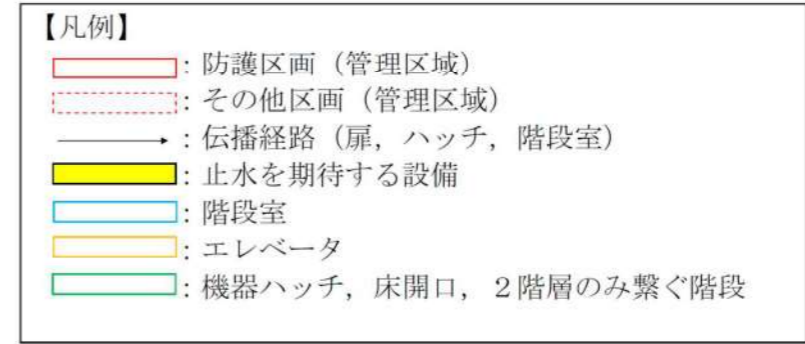 【凡例】
：防護区画（管理区域）
：その他区画（管理区域）
：伝播経路（扉，ハッチ，階段室）
：止水を期待する設備
：階段室
：エレベータ
：機器ハッチ，床開口，２階層のみ繋ぐ階段